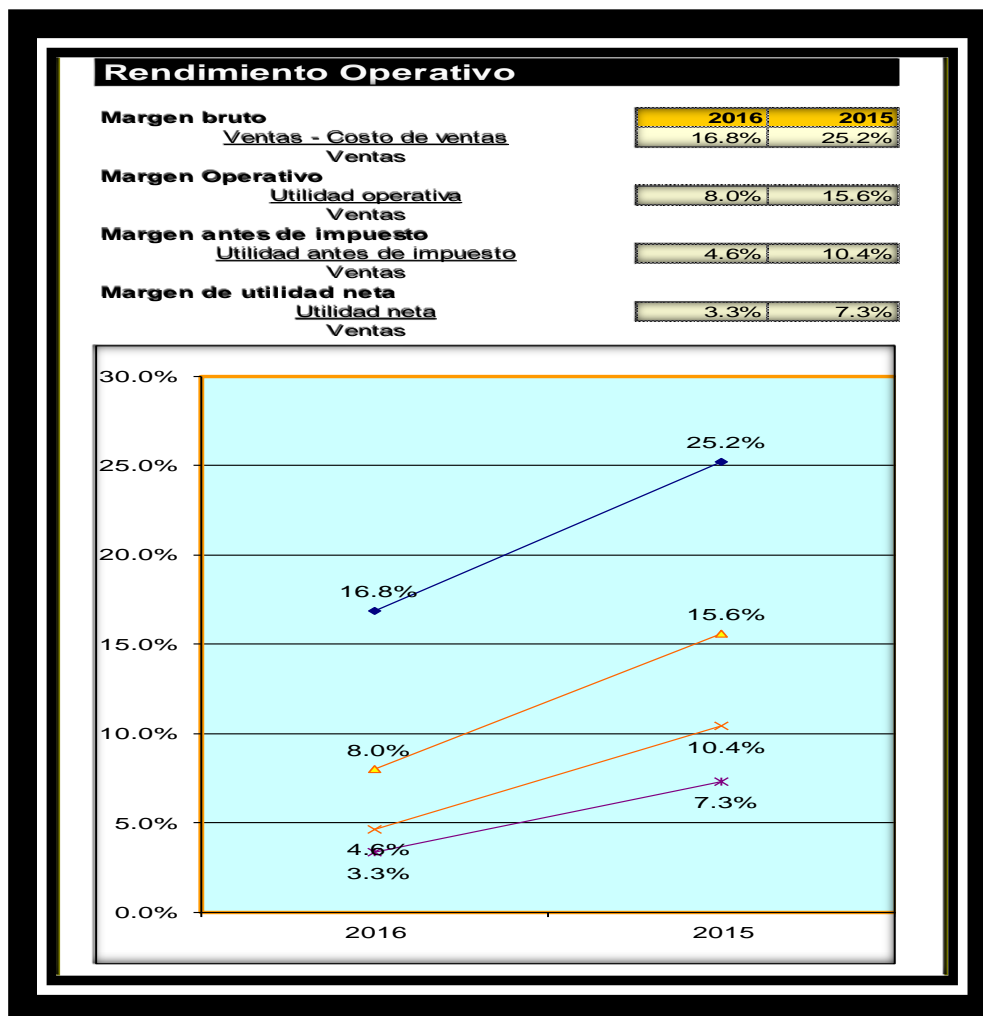 Rendimiento Operativo
Margen bruto 2016 2015
Ventas - Costo de ventas 16.8% 25.2%
Ventas
Margen Operativo
Utilidad operativa 8.0% 15.6%
Ventas
Margen antes de impuesto
Utilidad antes de impuesto 4.6% 10.4%
Ventas
Margen de utilidad neta
Utilidad neta 3.3% 7.3%
Ventas
30.0%
25.2%
25.0%
20.0%
16.8%
15.6%
15.0%
10.0%
8.0% 10.4%
7.3%
5.0%
4.6%
3.3%
0.0%
2016 2015